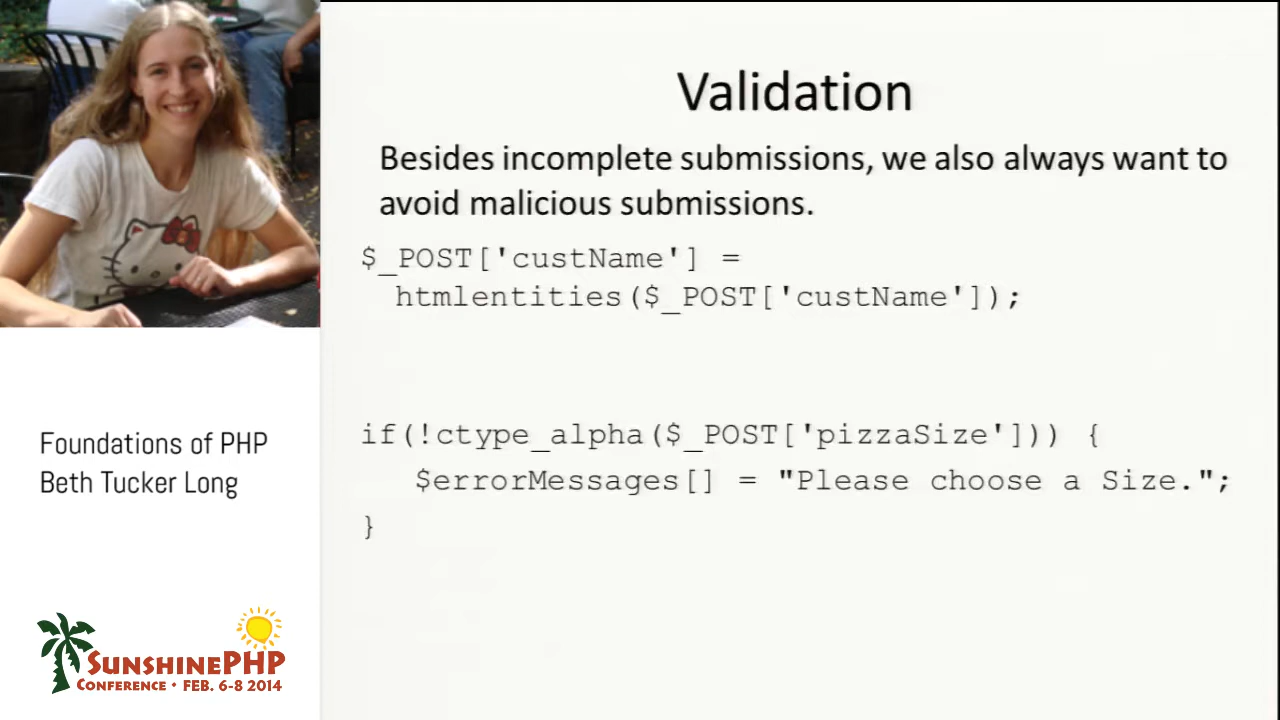 Validation
Besides incomplete submissions, we also always want to
avoid malicious submissions.
$_POST['custName'] =
htmlentities($_POST['custName']);
if(!ctype_alpha($_POST['pizzaSize'])) {
$errorMessages[] = "Please choose a Size.";
}
Foundations of PHP
Beth Tucker Long
SUNSHINEPHP
CONFERENCE • FEB. 6-8 2014